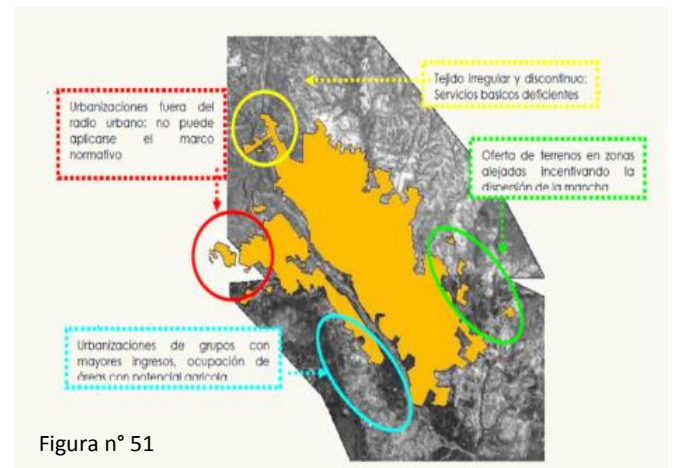 Tejido irregular y discontinuo:
Servicios basicos deficientes
Urbanizaciones fuera del
radio urbano: no puede
aplicarse el marco
normativo
Oferta de terrenos en zonas
alejadas incentivando la
dispersión de la mancha
Urbanizaciones de grupos con
mayores ingresos, ocupación de
áreas con potencial agrícola
Figura n° 51